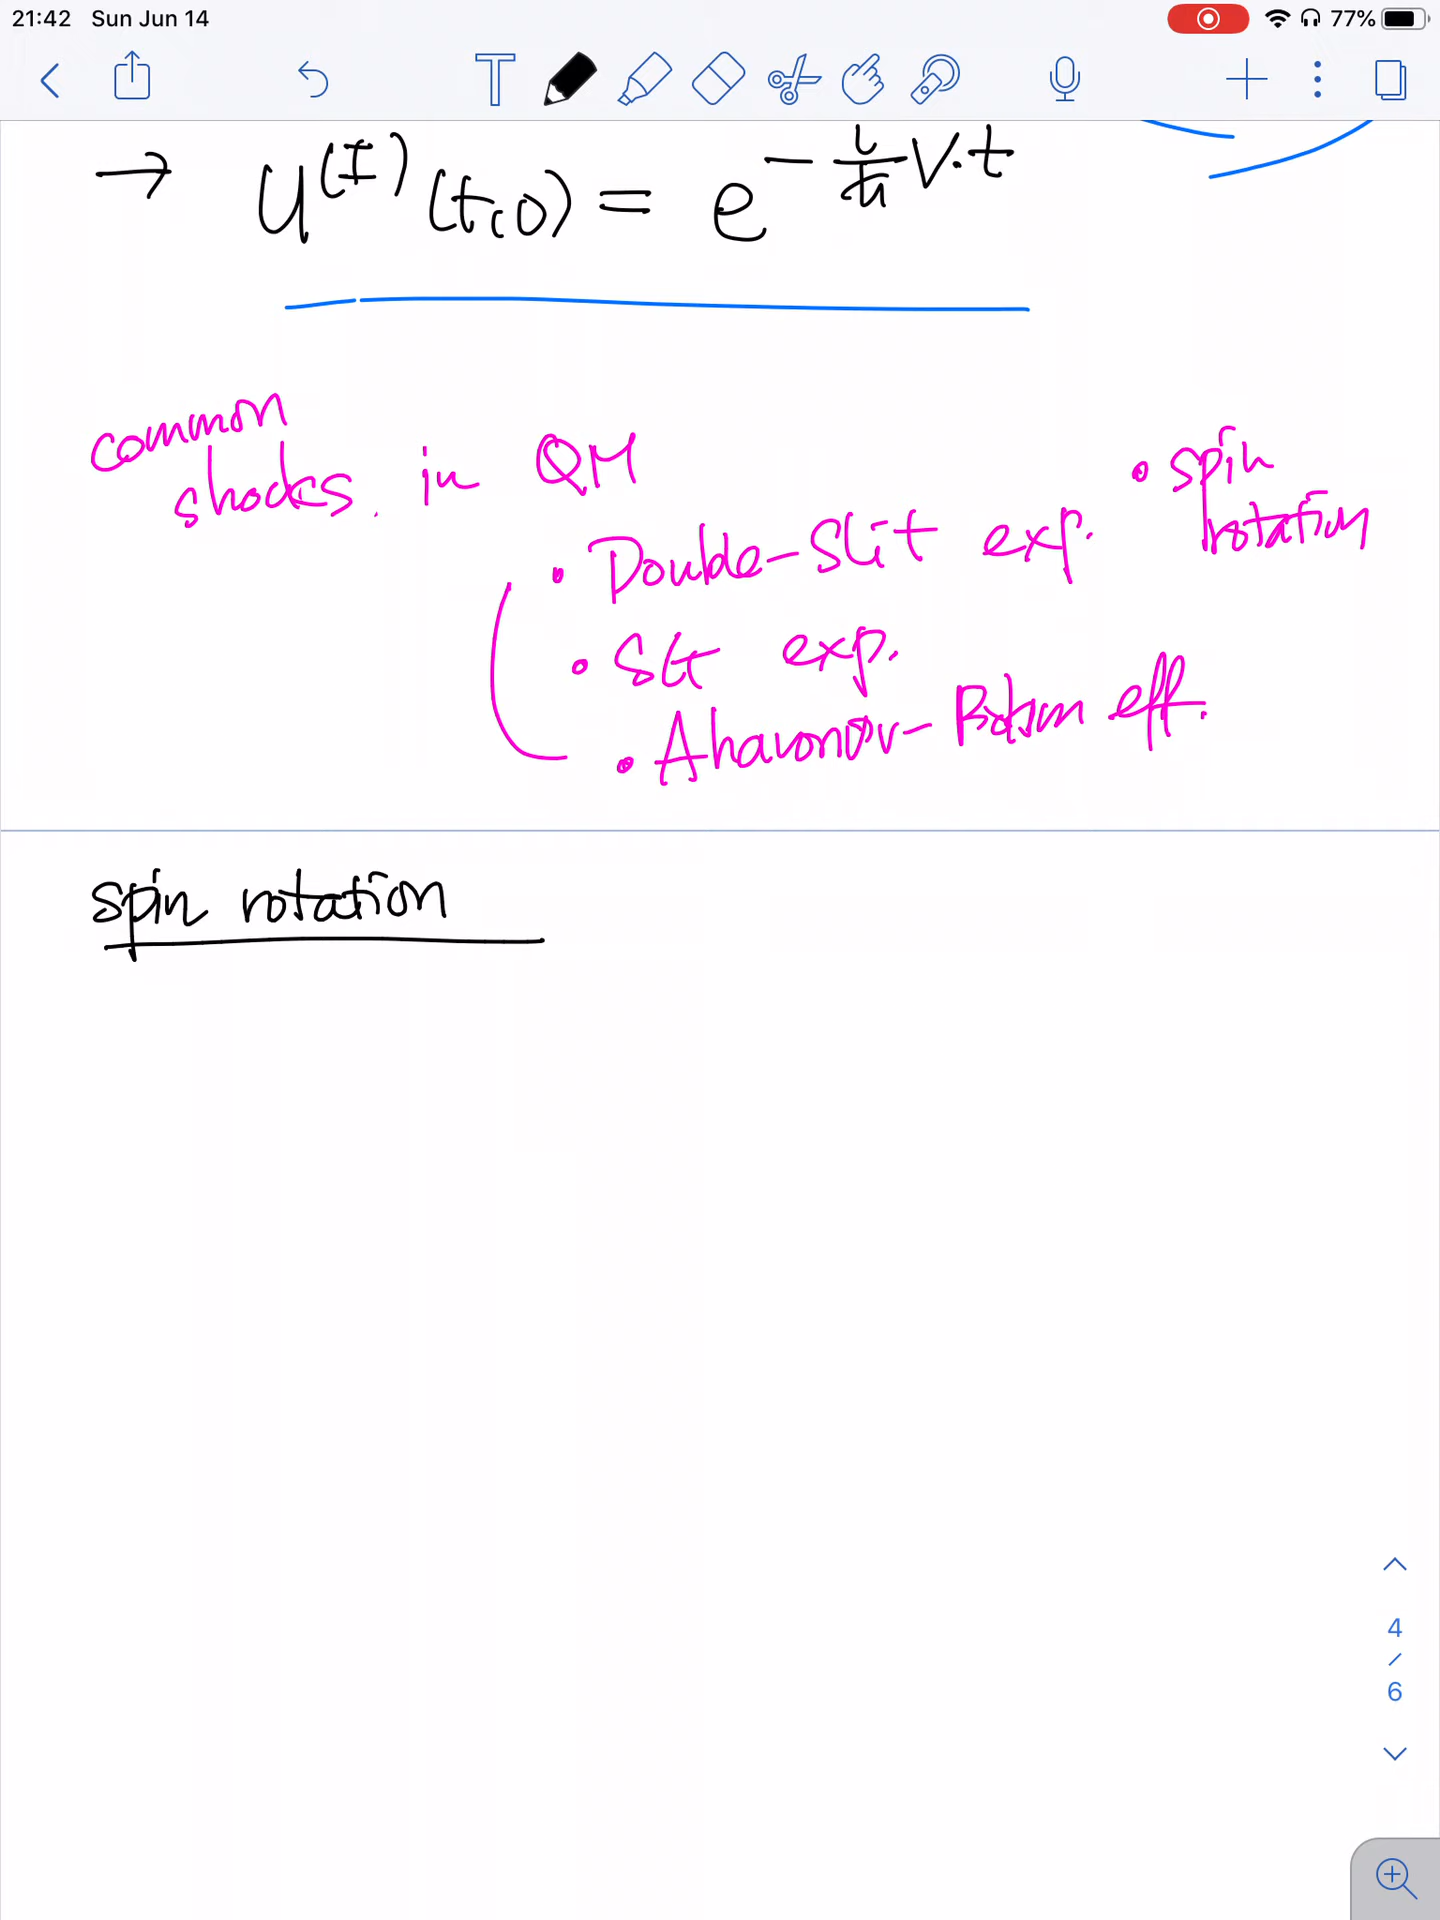 21:42 Sun Jun 14
77%
→ U^(I) (t,0) = e^(-i/ħ V·t)
common
shocks. in QM
• spin
rotation
• Double-Slit exp.
• SG exp.
• Aharonov-Bohm eff.
spin rotation
4
/
6